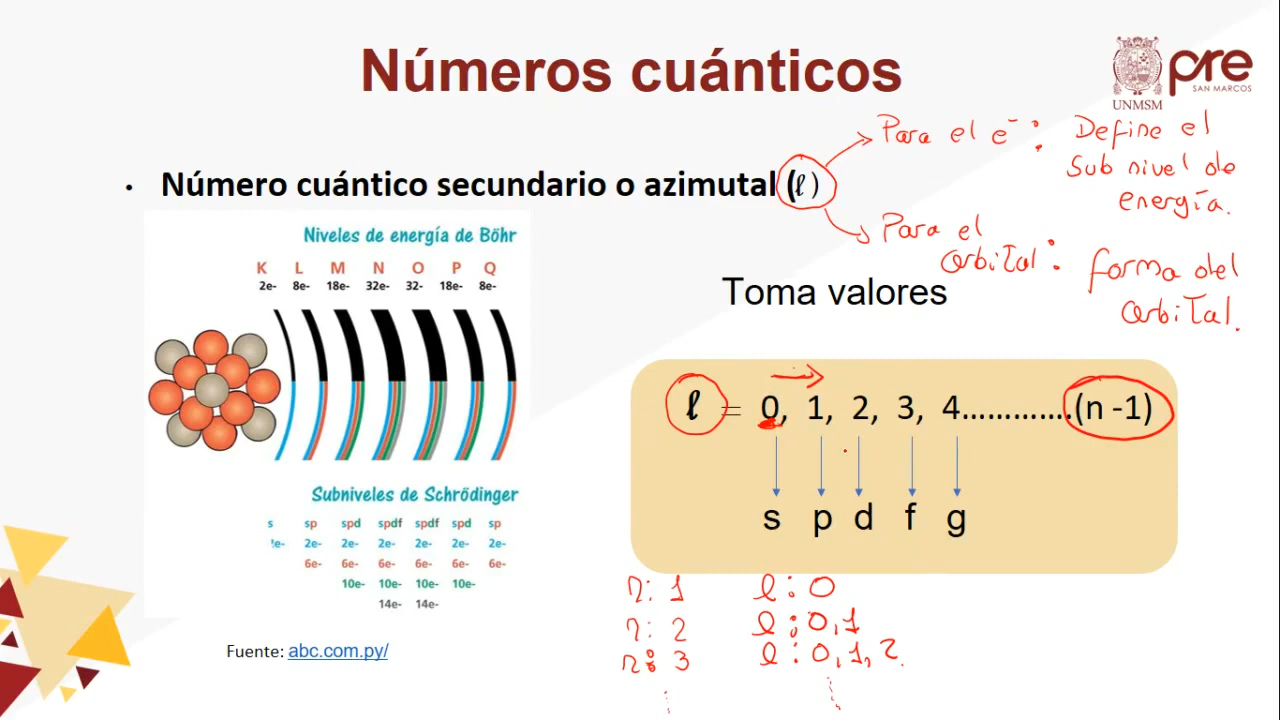 Números cuánticos
UNMSM
pre
SAN MARCOS
• Número cuántico secundario o azimutal (ℓ)
Para el e⁻: Define el
Sub nivel de
energía.
Para el
orbital: forma del
orbital.
Niveles de energía de Böhr
K L M N O P Q
2e- 8e- 18e- 32e- 32- 18e- 8e-
Toma valores
ℓ = 0, 1, 2, 3, 4.............(n -1)
s p d f g
Subniveles de Schrödinger
s sp spd spdf spdf spd sp
2e- 2e- 2e- 2e- 2e- 2e- 2e-
6e- 6e- 6e- 6e- 6e- 6e-
10e- 10e- 10e- 10e-
14e- 14e-
n: 1 l: 0
n: 2 l: 0,1
n: 3 l: 0,1,2
Fuente: abc.com.py/